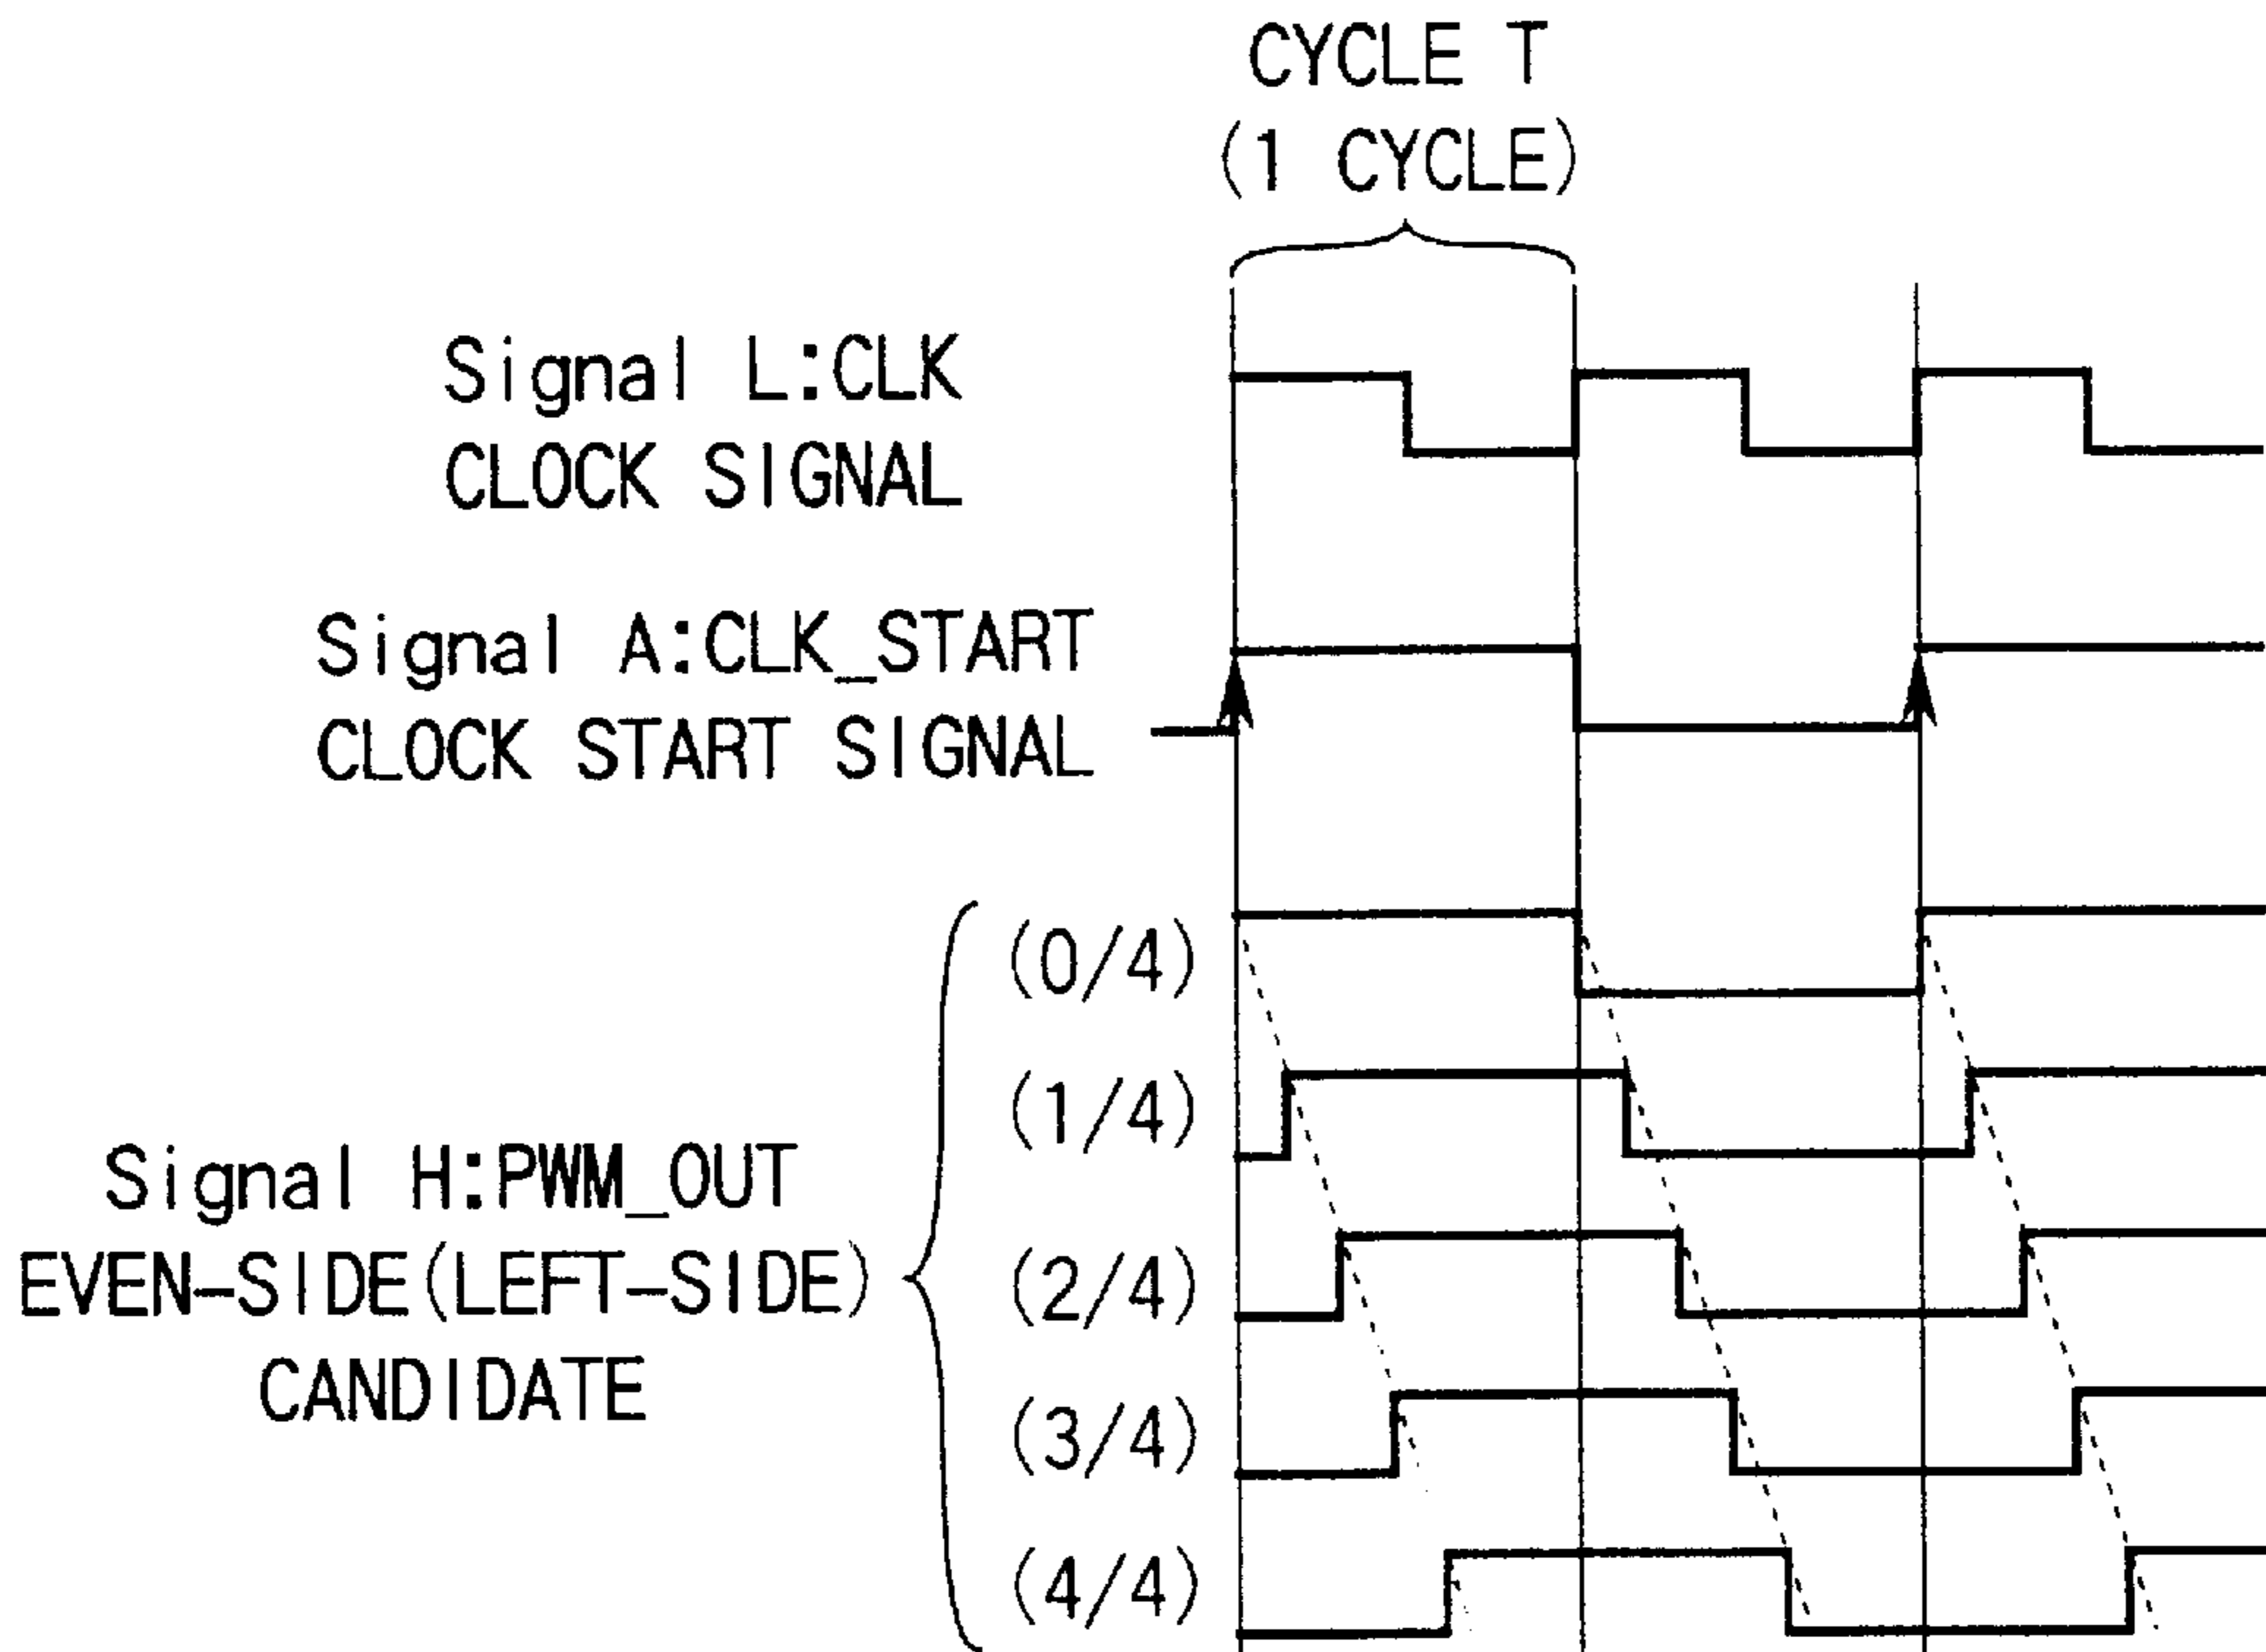 CYCLE T
(1 CYCLE)
Signal L:CLK
CLOCK SIGNAL
Signal A:CLK_START
CLOCK START SIGNAL
(0/4)
(1/4)
Signal H:PWM_OUT
EVEN-SIDE(LEFT-SIDE)
CANDIDATE
(2/4)
(3/4)
(4/4)